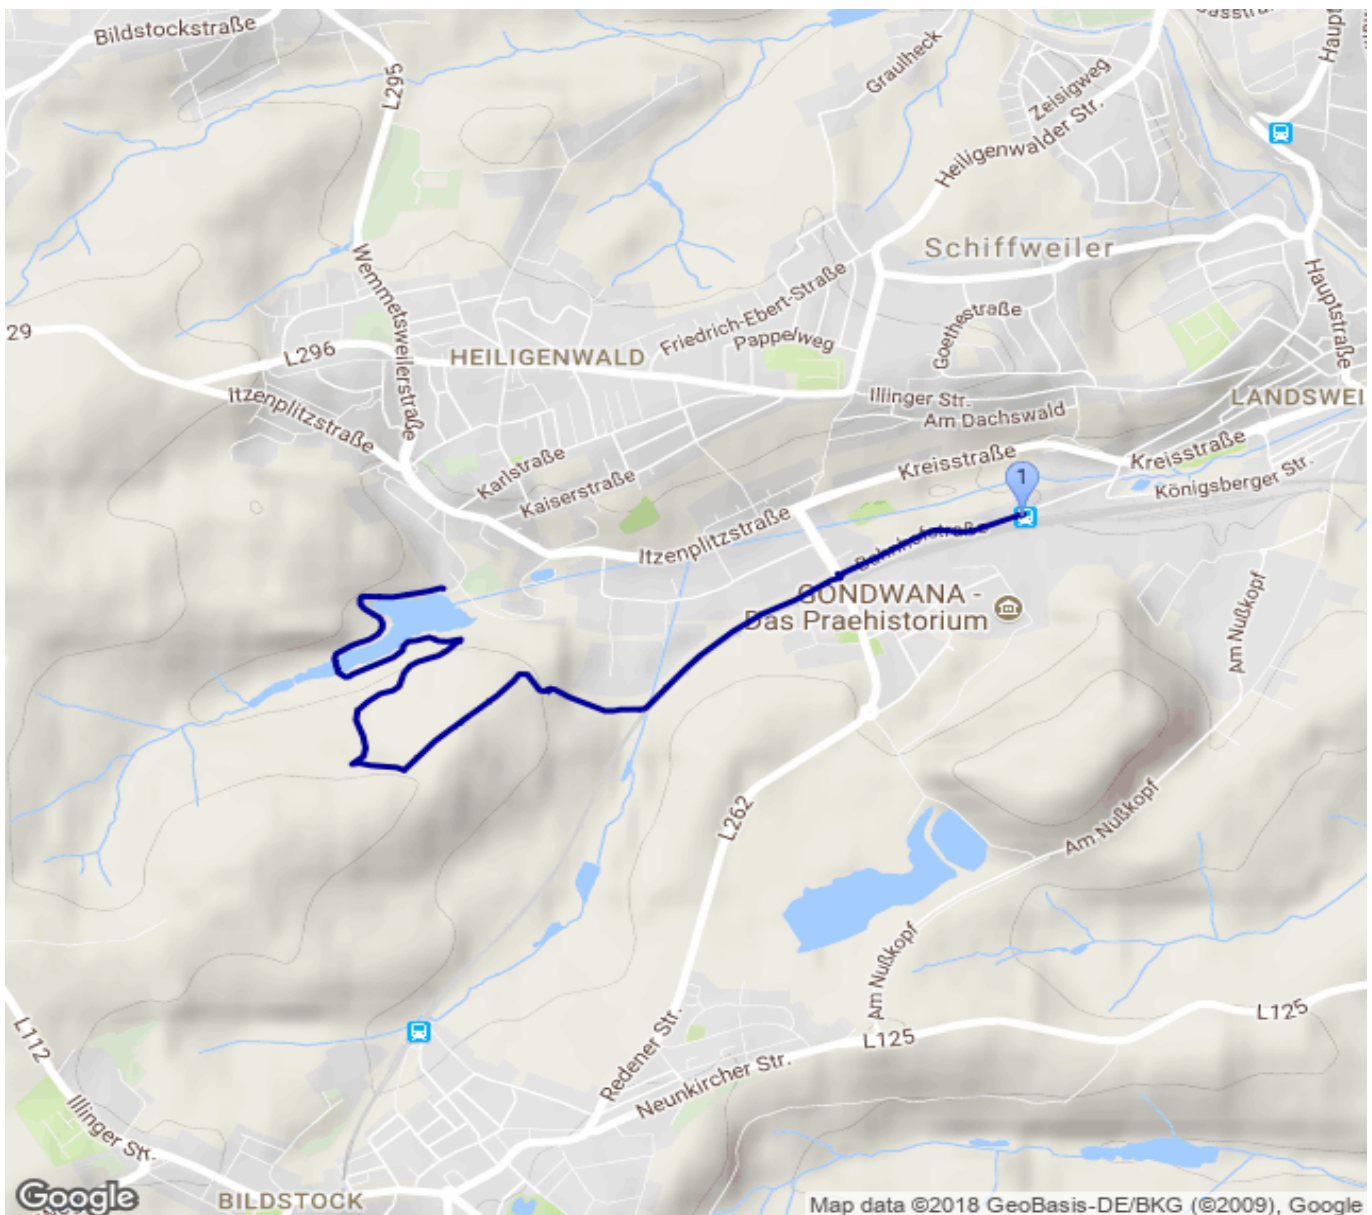 Bildstockstraße
L295
Graulheck
Zeisigweg
Heiligenwalder Str.
Haupt
Schiffweiler
Wemmetsweilerstraße
Friedrich-Ebert-Straße
Pappelweg
Goethestraße
Hauptstraße
29
L296
HEILIGENWALD
Itzenplitzstraße
Illinger Str.
Am Dachswald
LANDSWEI
Karlstraße
Kaiserstraße
Kreisstraße
Kreisstraße
Königsberger Str.
1
Itzenplitzstraße
Bahnhofstraße
GONDWANA -
Das Praehistorium
Am Nußkopf
L262
Am Nußkopf
Am Nußkopf
L112
Redener Str.
L125
L125
Neunkircher Str.
Illinger Str.
BILDSTOCK
Google
Map data ©2018 GeoBasis-DE/BKG (©2009), Google